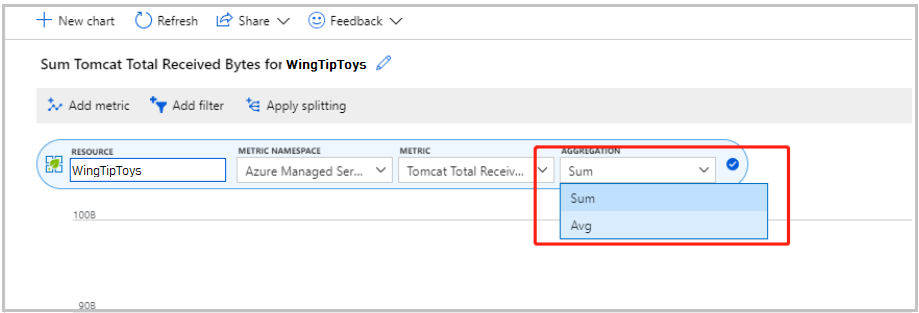 New chart Refresh Share Feedback
Sum Tomcat Total Received Bytes for WingTipToys
Add metric Add filter Apply splitting
RESOURCE METRIC NAMESPACE METRIC AGGREGATION
WingTipToys Azure Managed Ser... Tomcat Total Receiv... Sum
Sum
Avg
100B
90B